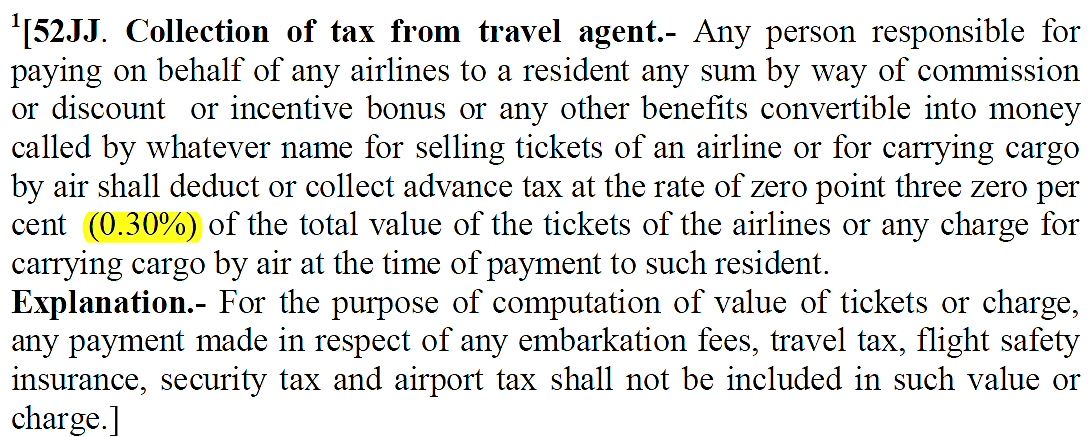 ¹[52JJ. Collection of tax from travel agent.- Any person responsible for
paying on behalf of any airlines to a resident any sum by way of commission
or discount or incentive bonus or any other benefits convertible into money
called by whatever name for selling tickets of an airline or for carrying cargo
by air shall deduct or collect advance tax at the rate of zero point three zero per
cent (0.30%) of the total value of the tickets of the airlines or any charge for
carrying cargo by air at the time of payment to such resident.
Explanation.- For the purpose of computation of value of tickets or charge,
any payment made in respect of any embarkation fees, travel tax, flight safety
insurance, security tax and airport tax shall not be included in such value or
charge.]